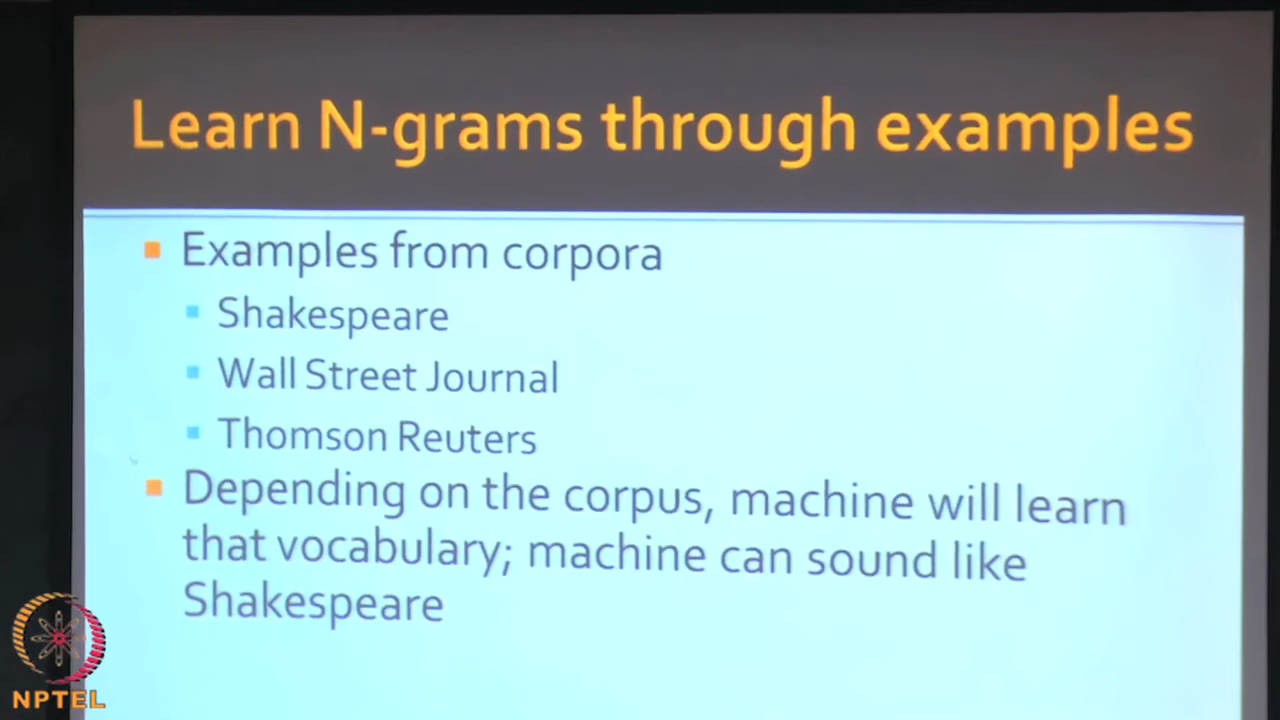 Learn N-grams through examples
Examples from corpora
Shakespeare
Wall Street Journal
Thomson Reuters
Depending on the corpus, machine will learn
that vocabulary; machine can sound like
Shakespeare
NPTEL